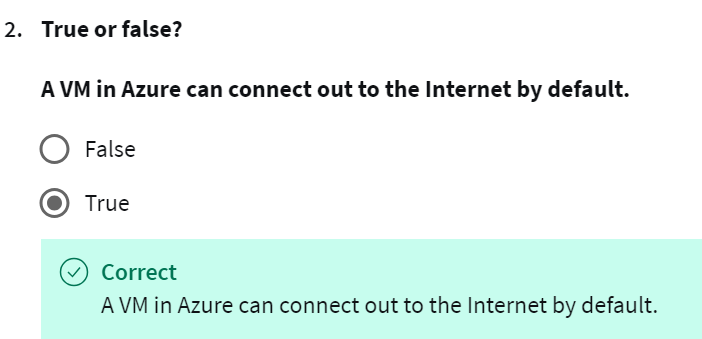 2. True or false?
A VM in Azure can connect out to the Internet by default.
False
True
Correct
A VM in Azure can connect out to the Internet by default.